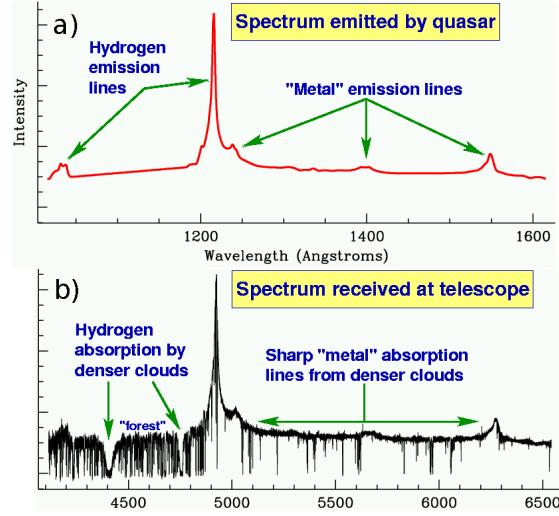 a)
Spectrum emitted by quasar
Hydrogen
emission
lines
"Metal" emission lines
Intensity
1200
1400
1600
Wavelength (Angstroms)
b)
Spectrum received at telescope
Hydrogen
absorption by
denser clouds
Sharp "metal" absorption
lines from denser clouds
"forest"
4500
5000
5500
6000
6500